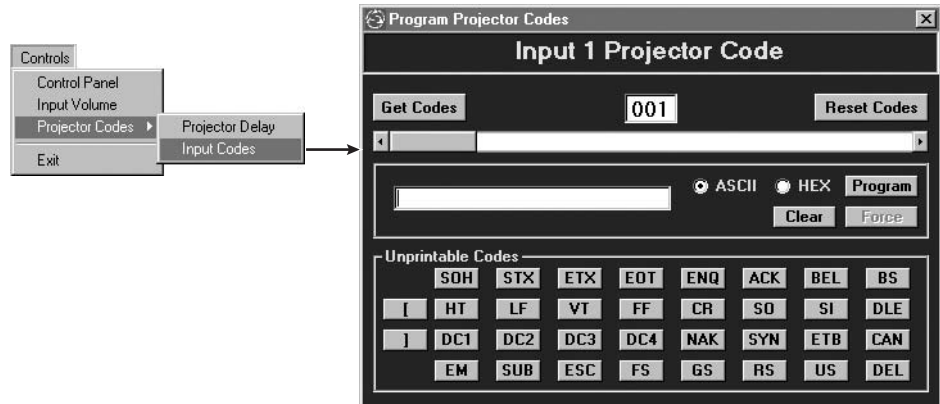 Controls
Control Panel
Input Volume
Projector Codes
Exit
Projector Delay
Input Codes
Program Projector Codes
Input 1 Projector Code
Get Codes 001 Reset Codes
ASCII HEX Program
Clear Force
Unprintable Codes
SOH STX ETX EOT ENQ ACK BEL BS
[ HT LF VT FF CR SO SI DLE
] DC1 DC2 DC3 DC4 NAK SYN ETB CAN
EM SUB ESC FS GS RS US DEL